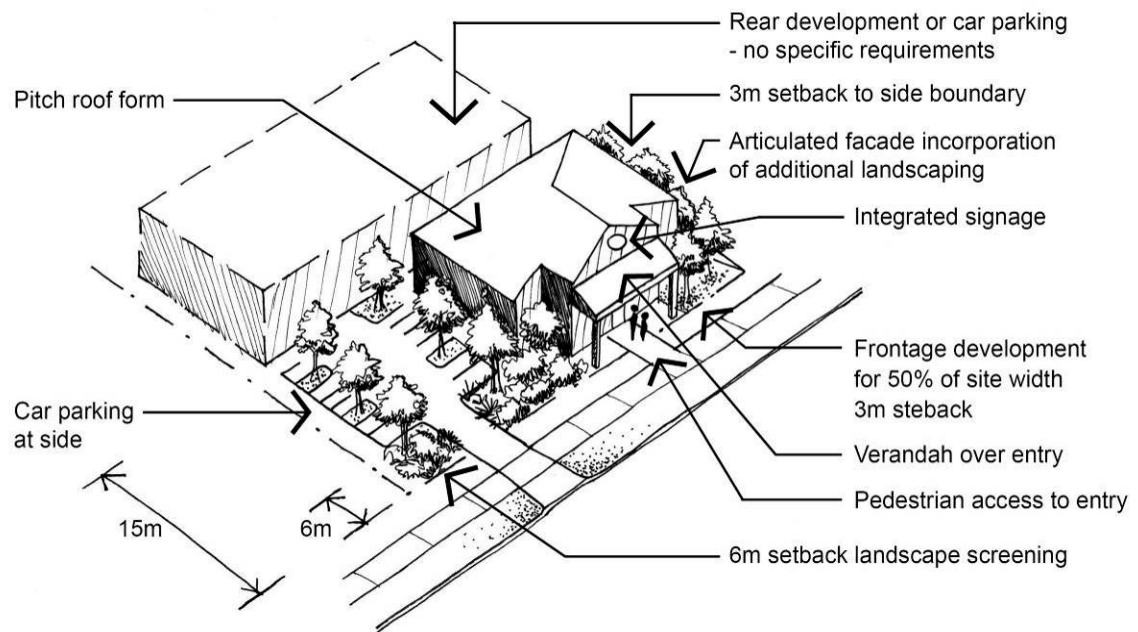 Rear development or car parking
- no specific requirements
Pitch roof form
3m setback to side boundary
Articulated facade incorporation
of additional landscaping
Integrated signage
Frontage development
for 50% of site width
3m steback
Car parking
at side
Verandah over entry
Pedestrian access to entry
15m
6m
6m setback landscape screening